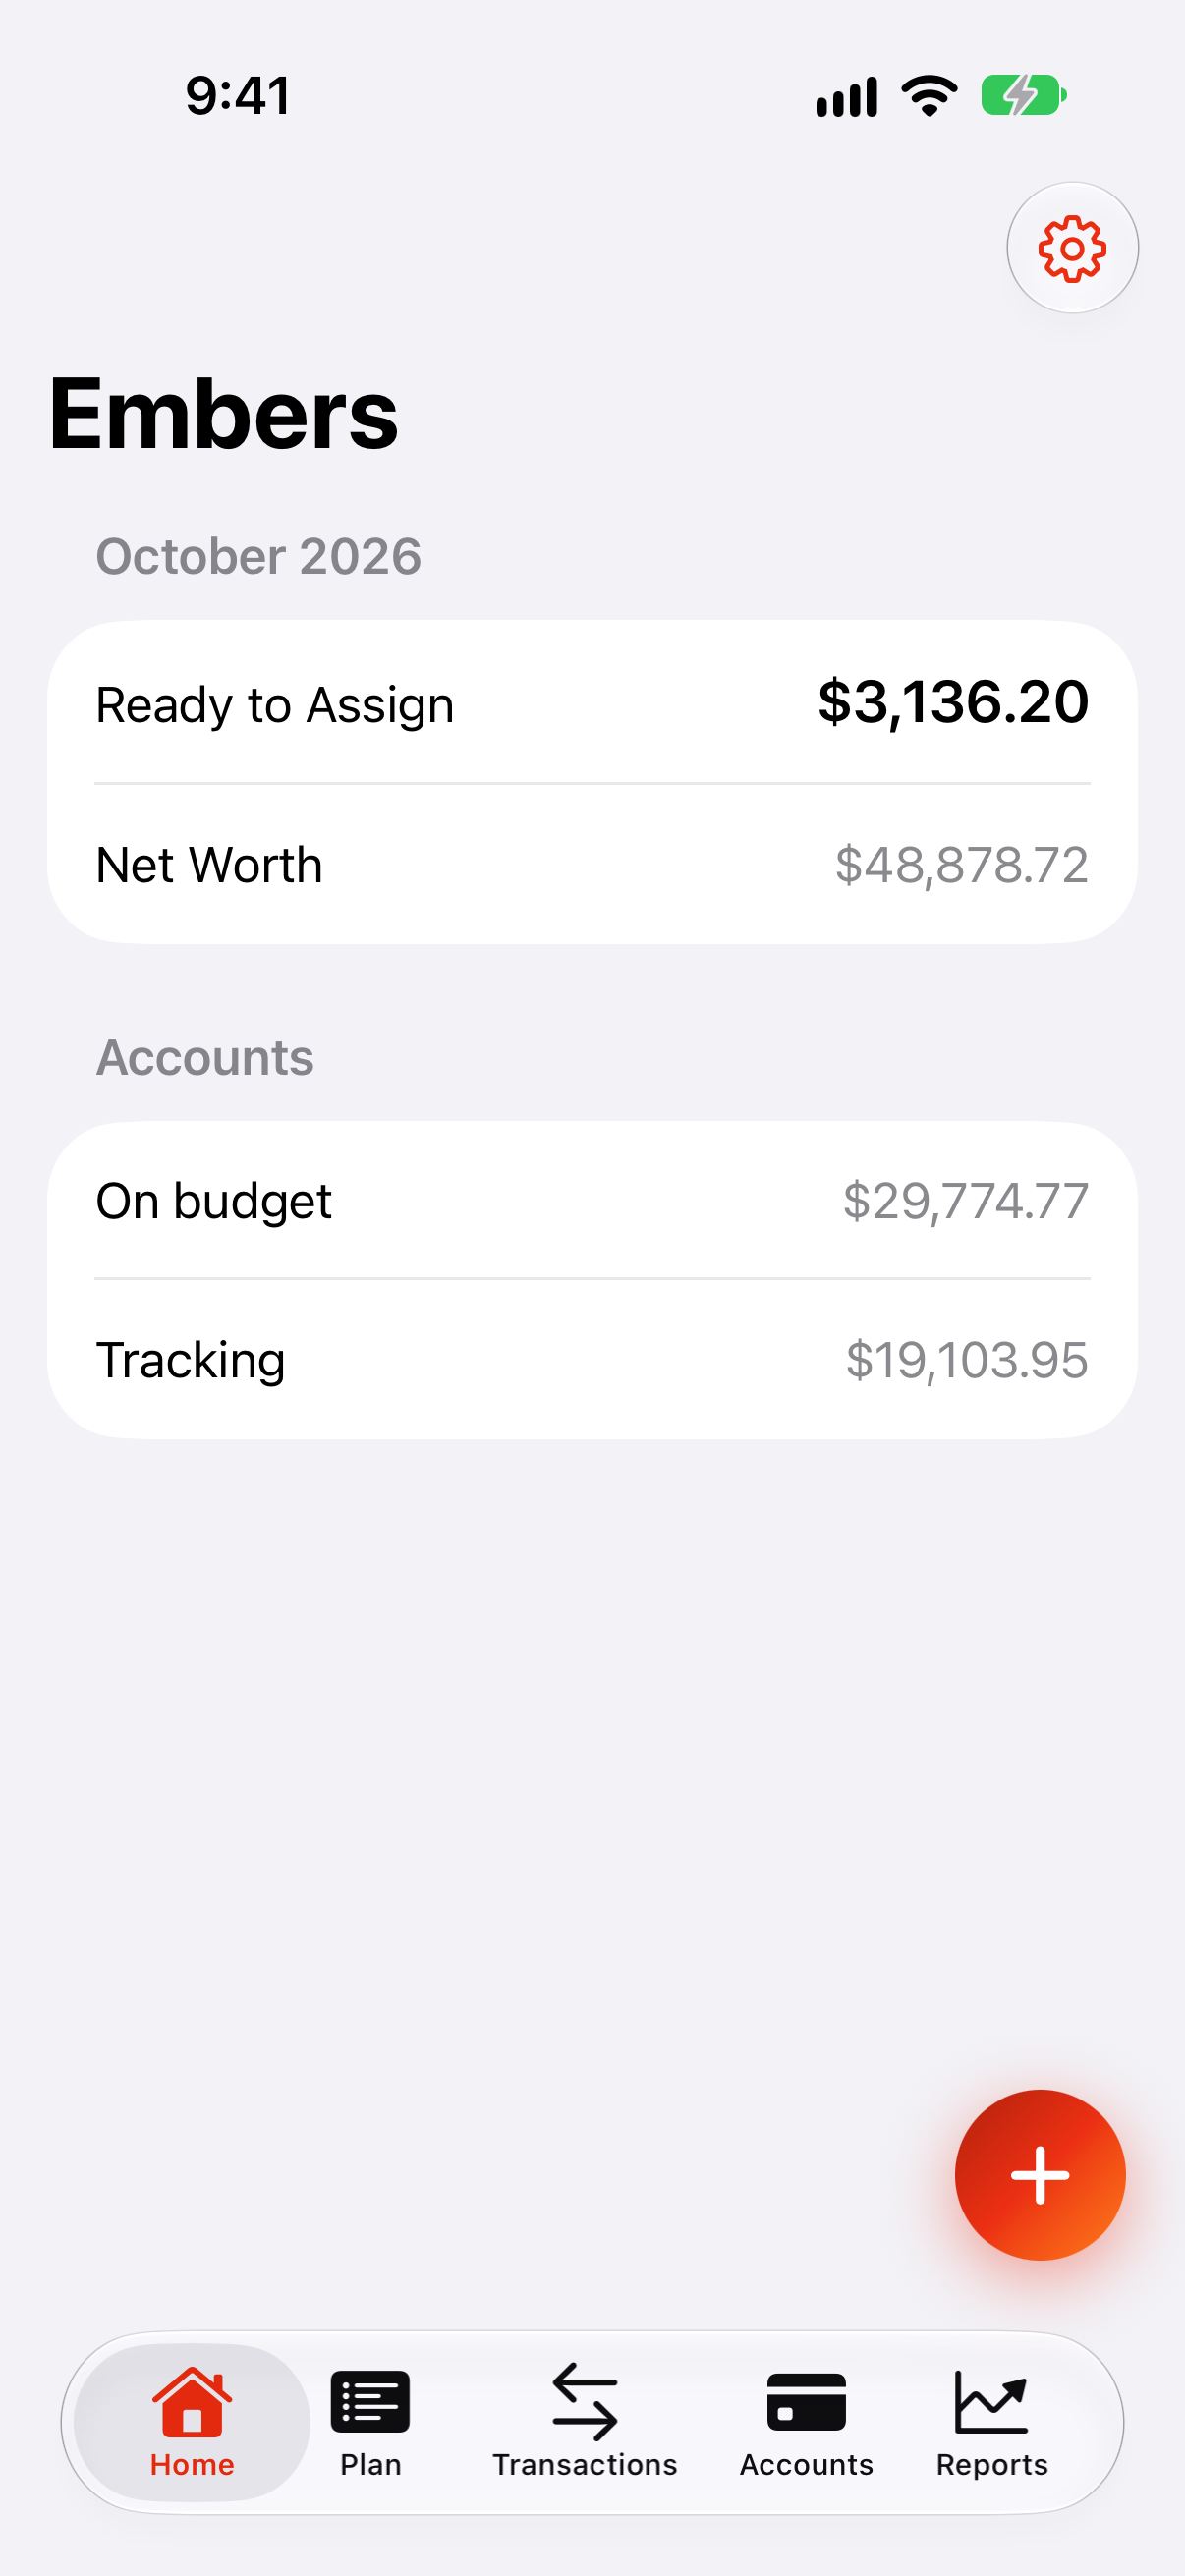 9:41
Embers
October 2026
Ready to Assign $3,136.20
Net Worth $48,878.72
Accounts
On budget $29,774.77
Tracking $19,103.95
Home Plan Transactions Accounts Reports